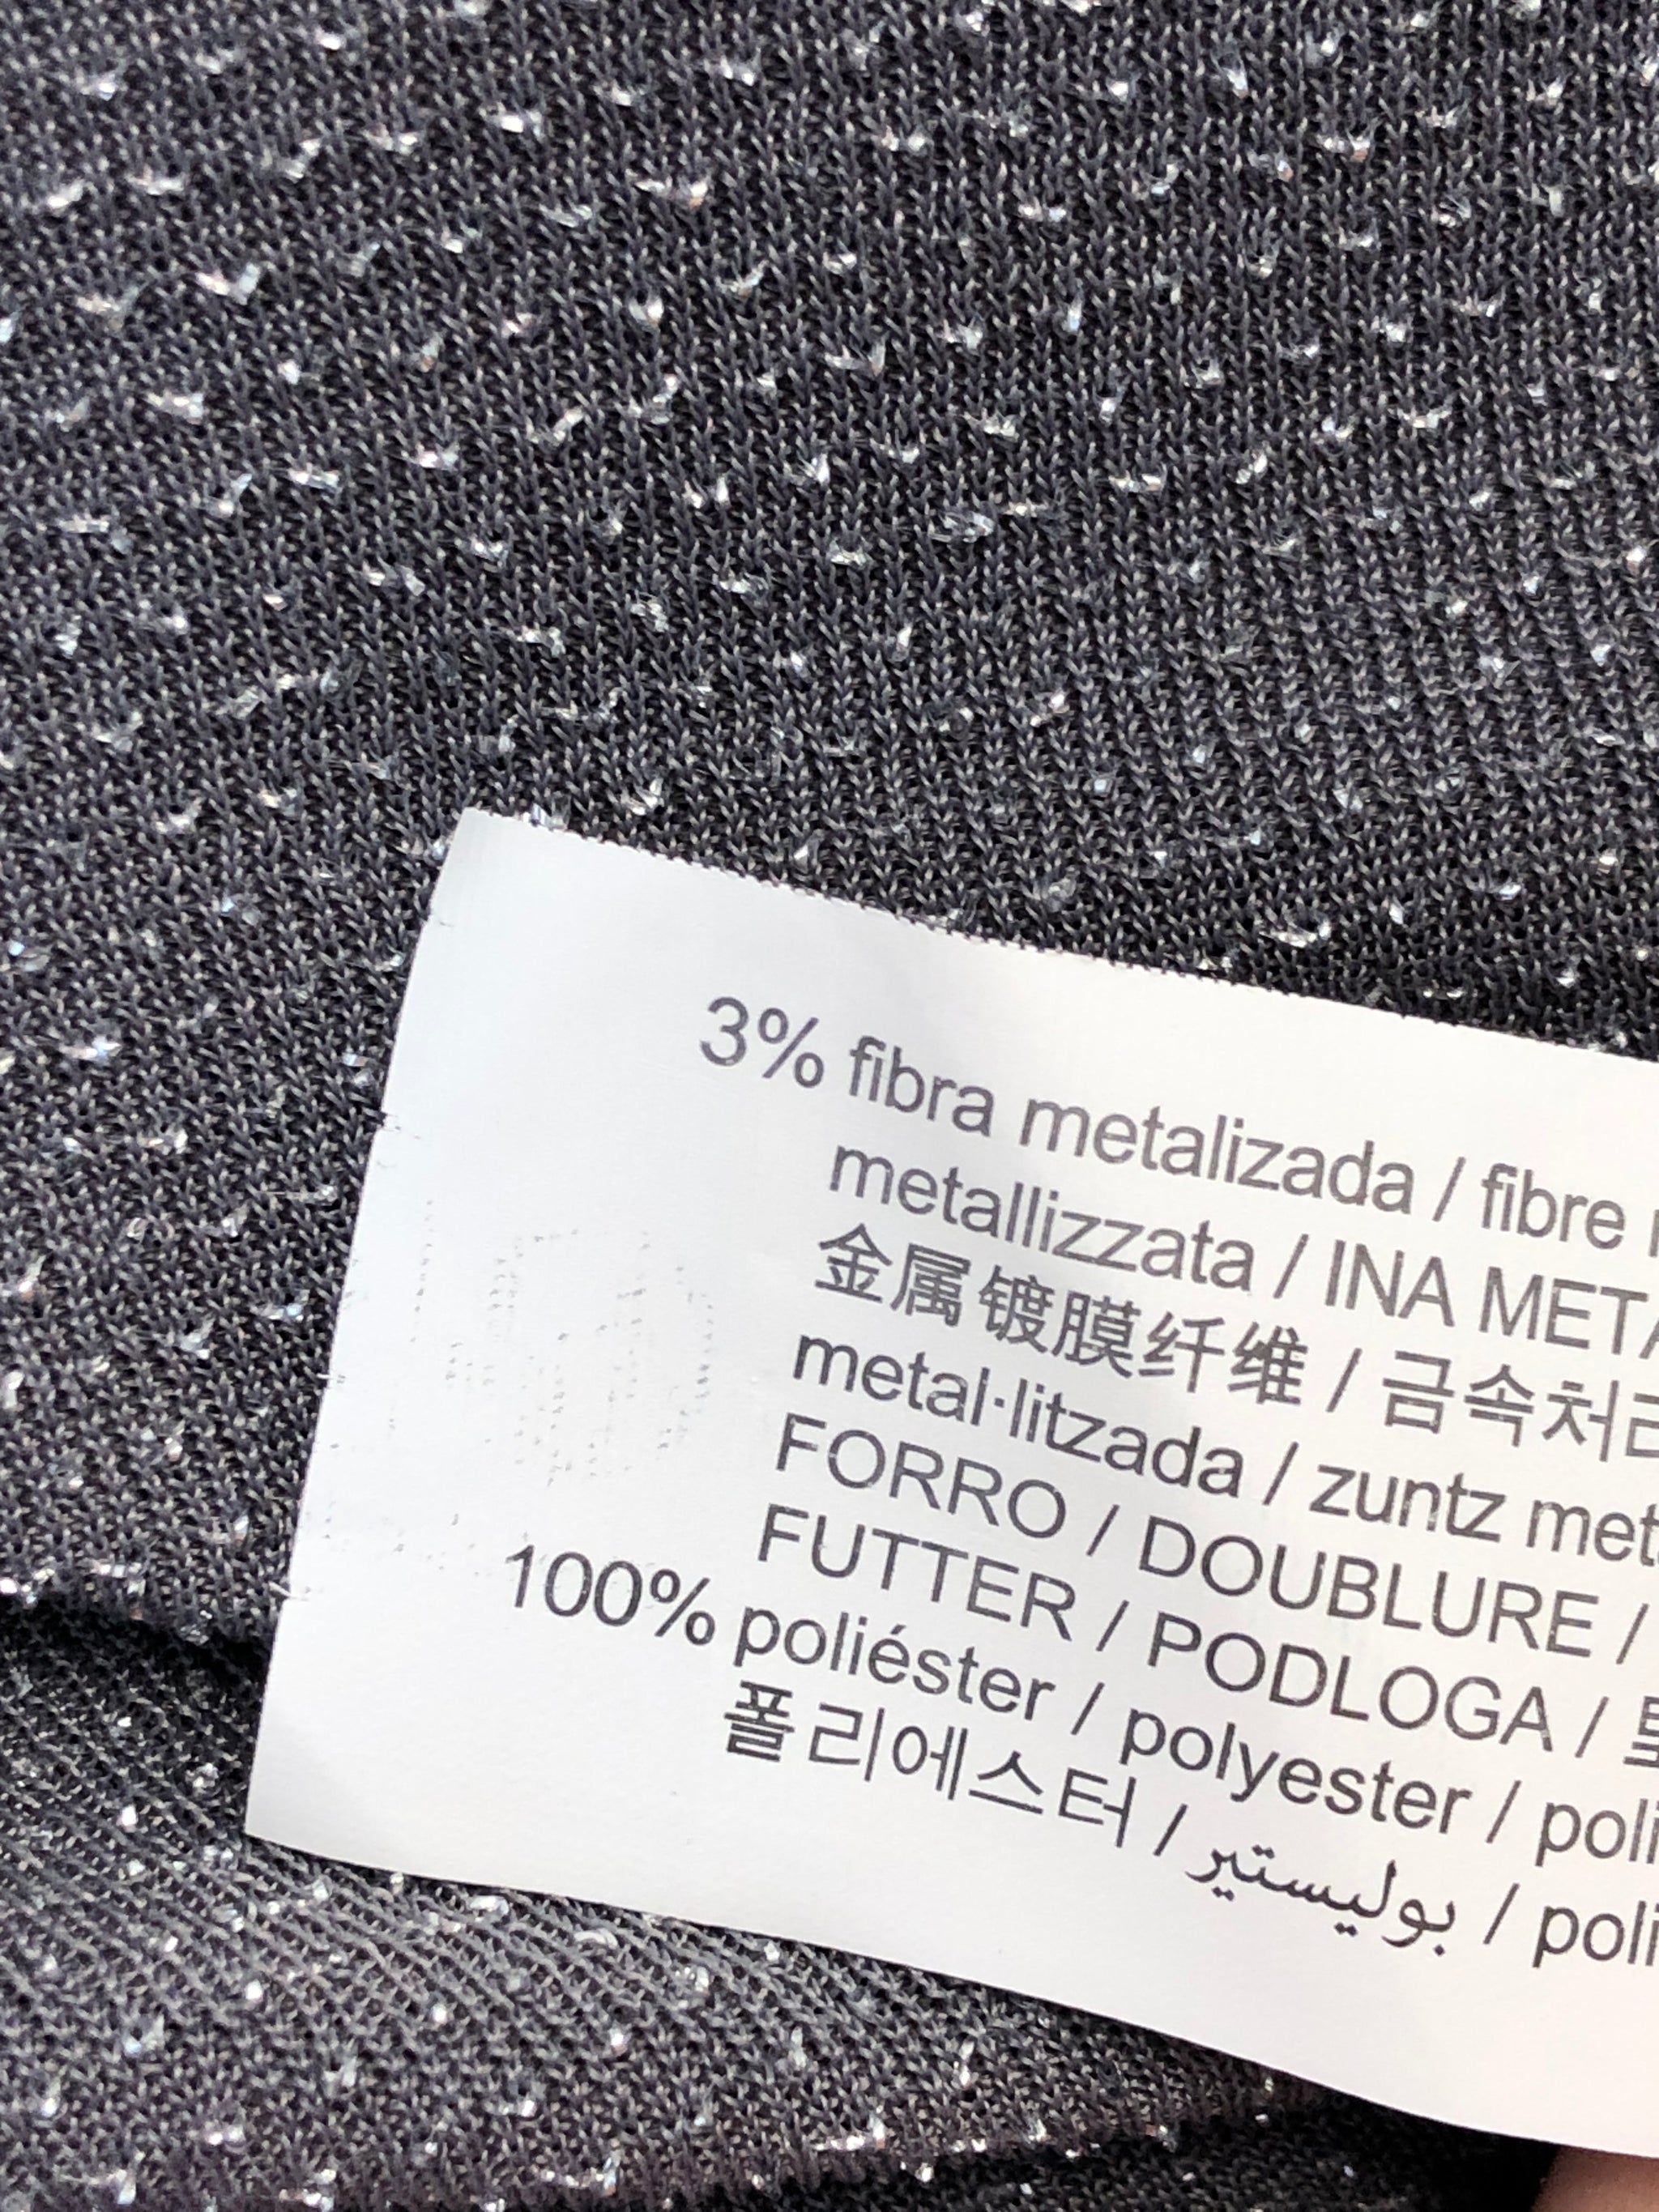 3% fibra metalizada / fibre
metallizzata / INA META
金属镀膜纤维 / 금속처리
metal·litzada / zuntz met
FORRO / DOUBLURE /
FUTTER / PODLOGA /
100% poliéster / polyester / poli
폴리에스터 / بوليستير / poli